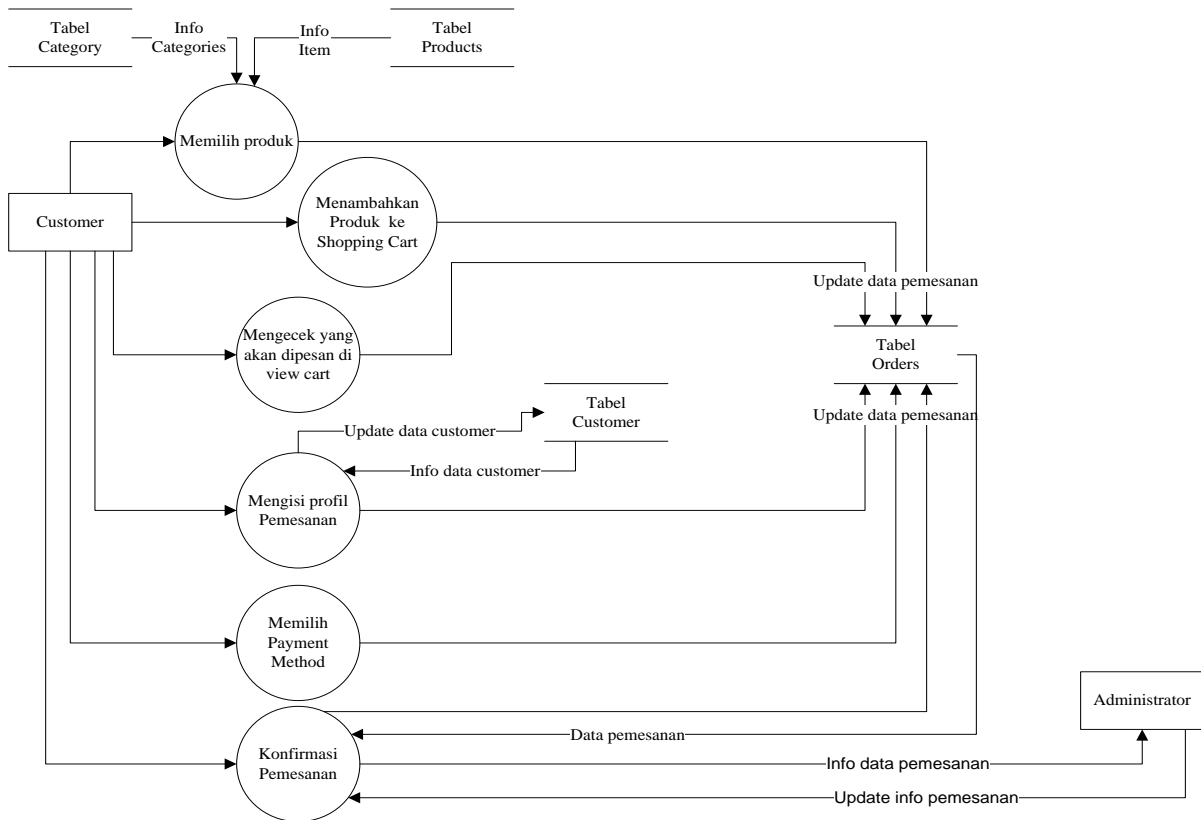 Tabel
Category
Info
Categories
Info
Item
Tabel
Products
Memilih produk
Customer
Menambahkan
Produk ke
Shopping Cart
Update data pemesanan
Mengecek yang
akan dipesan di
view cart
Tabel
Orders
Tabel
Customer
Update data pemesanan
Update data customer
Info data customer
Mengisi profil
Pemesanan
Memilih
Payment
Method
Administrator
Data pemesanan
Konfirmasi
Pemesanan
Info data pemesanan
Update info pemesanan